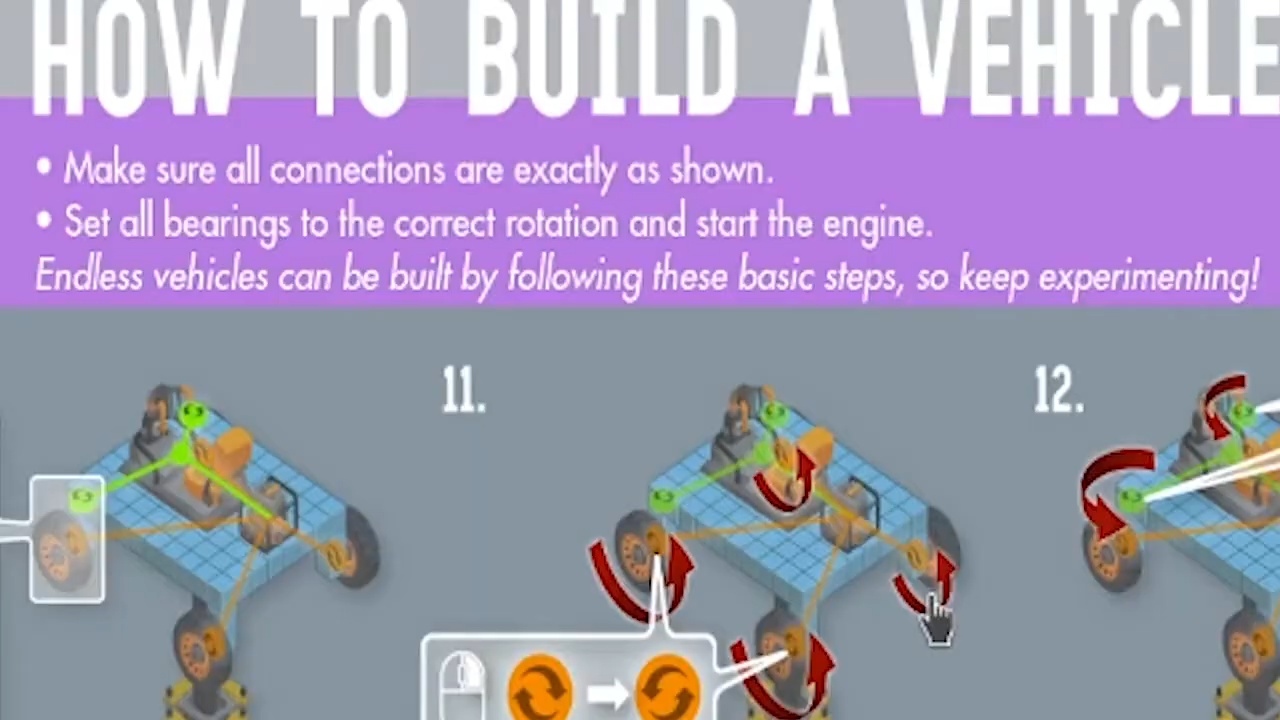 HOW TO BUILD A VEHICLE
• Make sure all connections are exactly as shown.
• Set all bearings to the correct rotation and start the engine.
Endless vehicles can be built by following these basic steps, so keep experimenting!
11.
12.